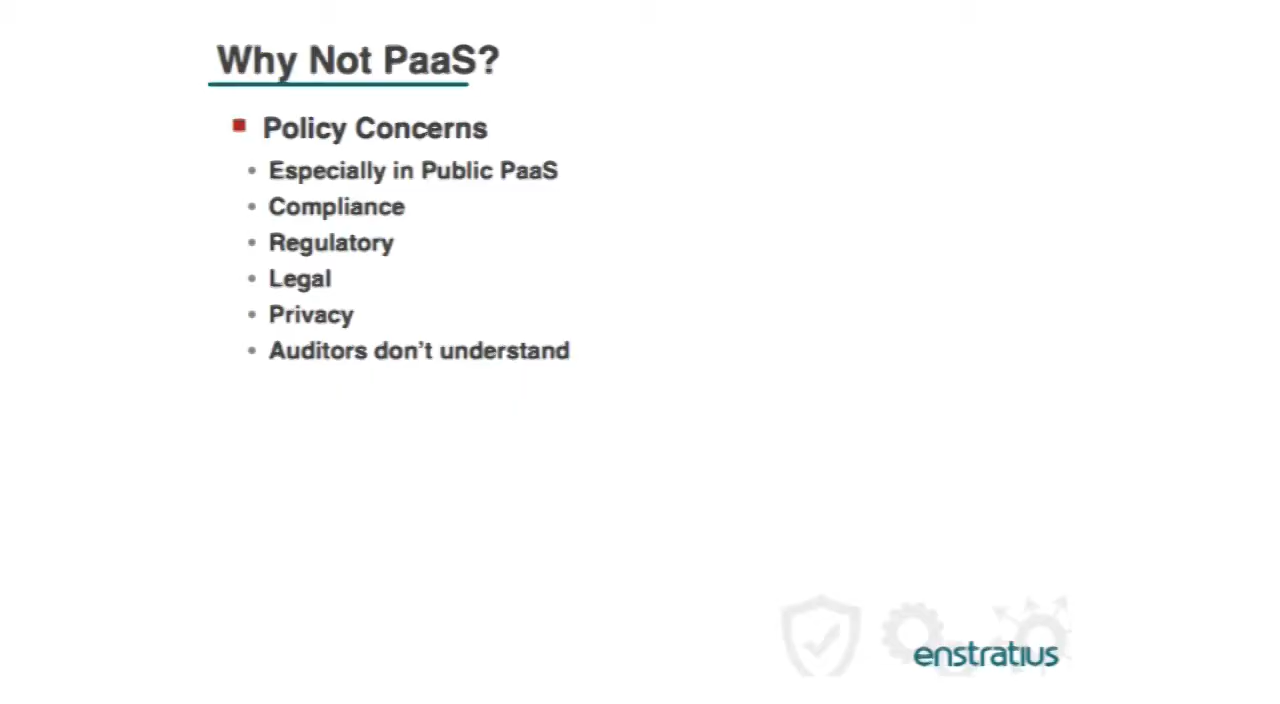 Why Not PaaS?
Policy Concerns
Especially in Public PaaS
Compliance
Regulatory
Legal
Privacy
Auditors don't understand
enstratius